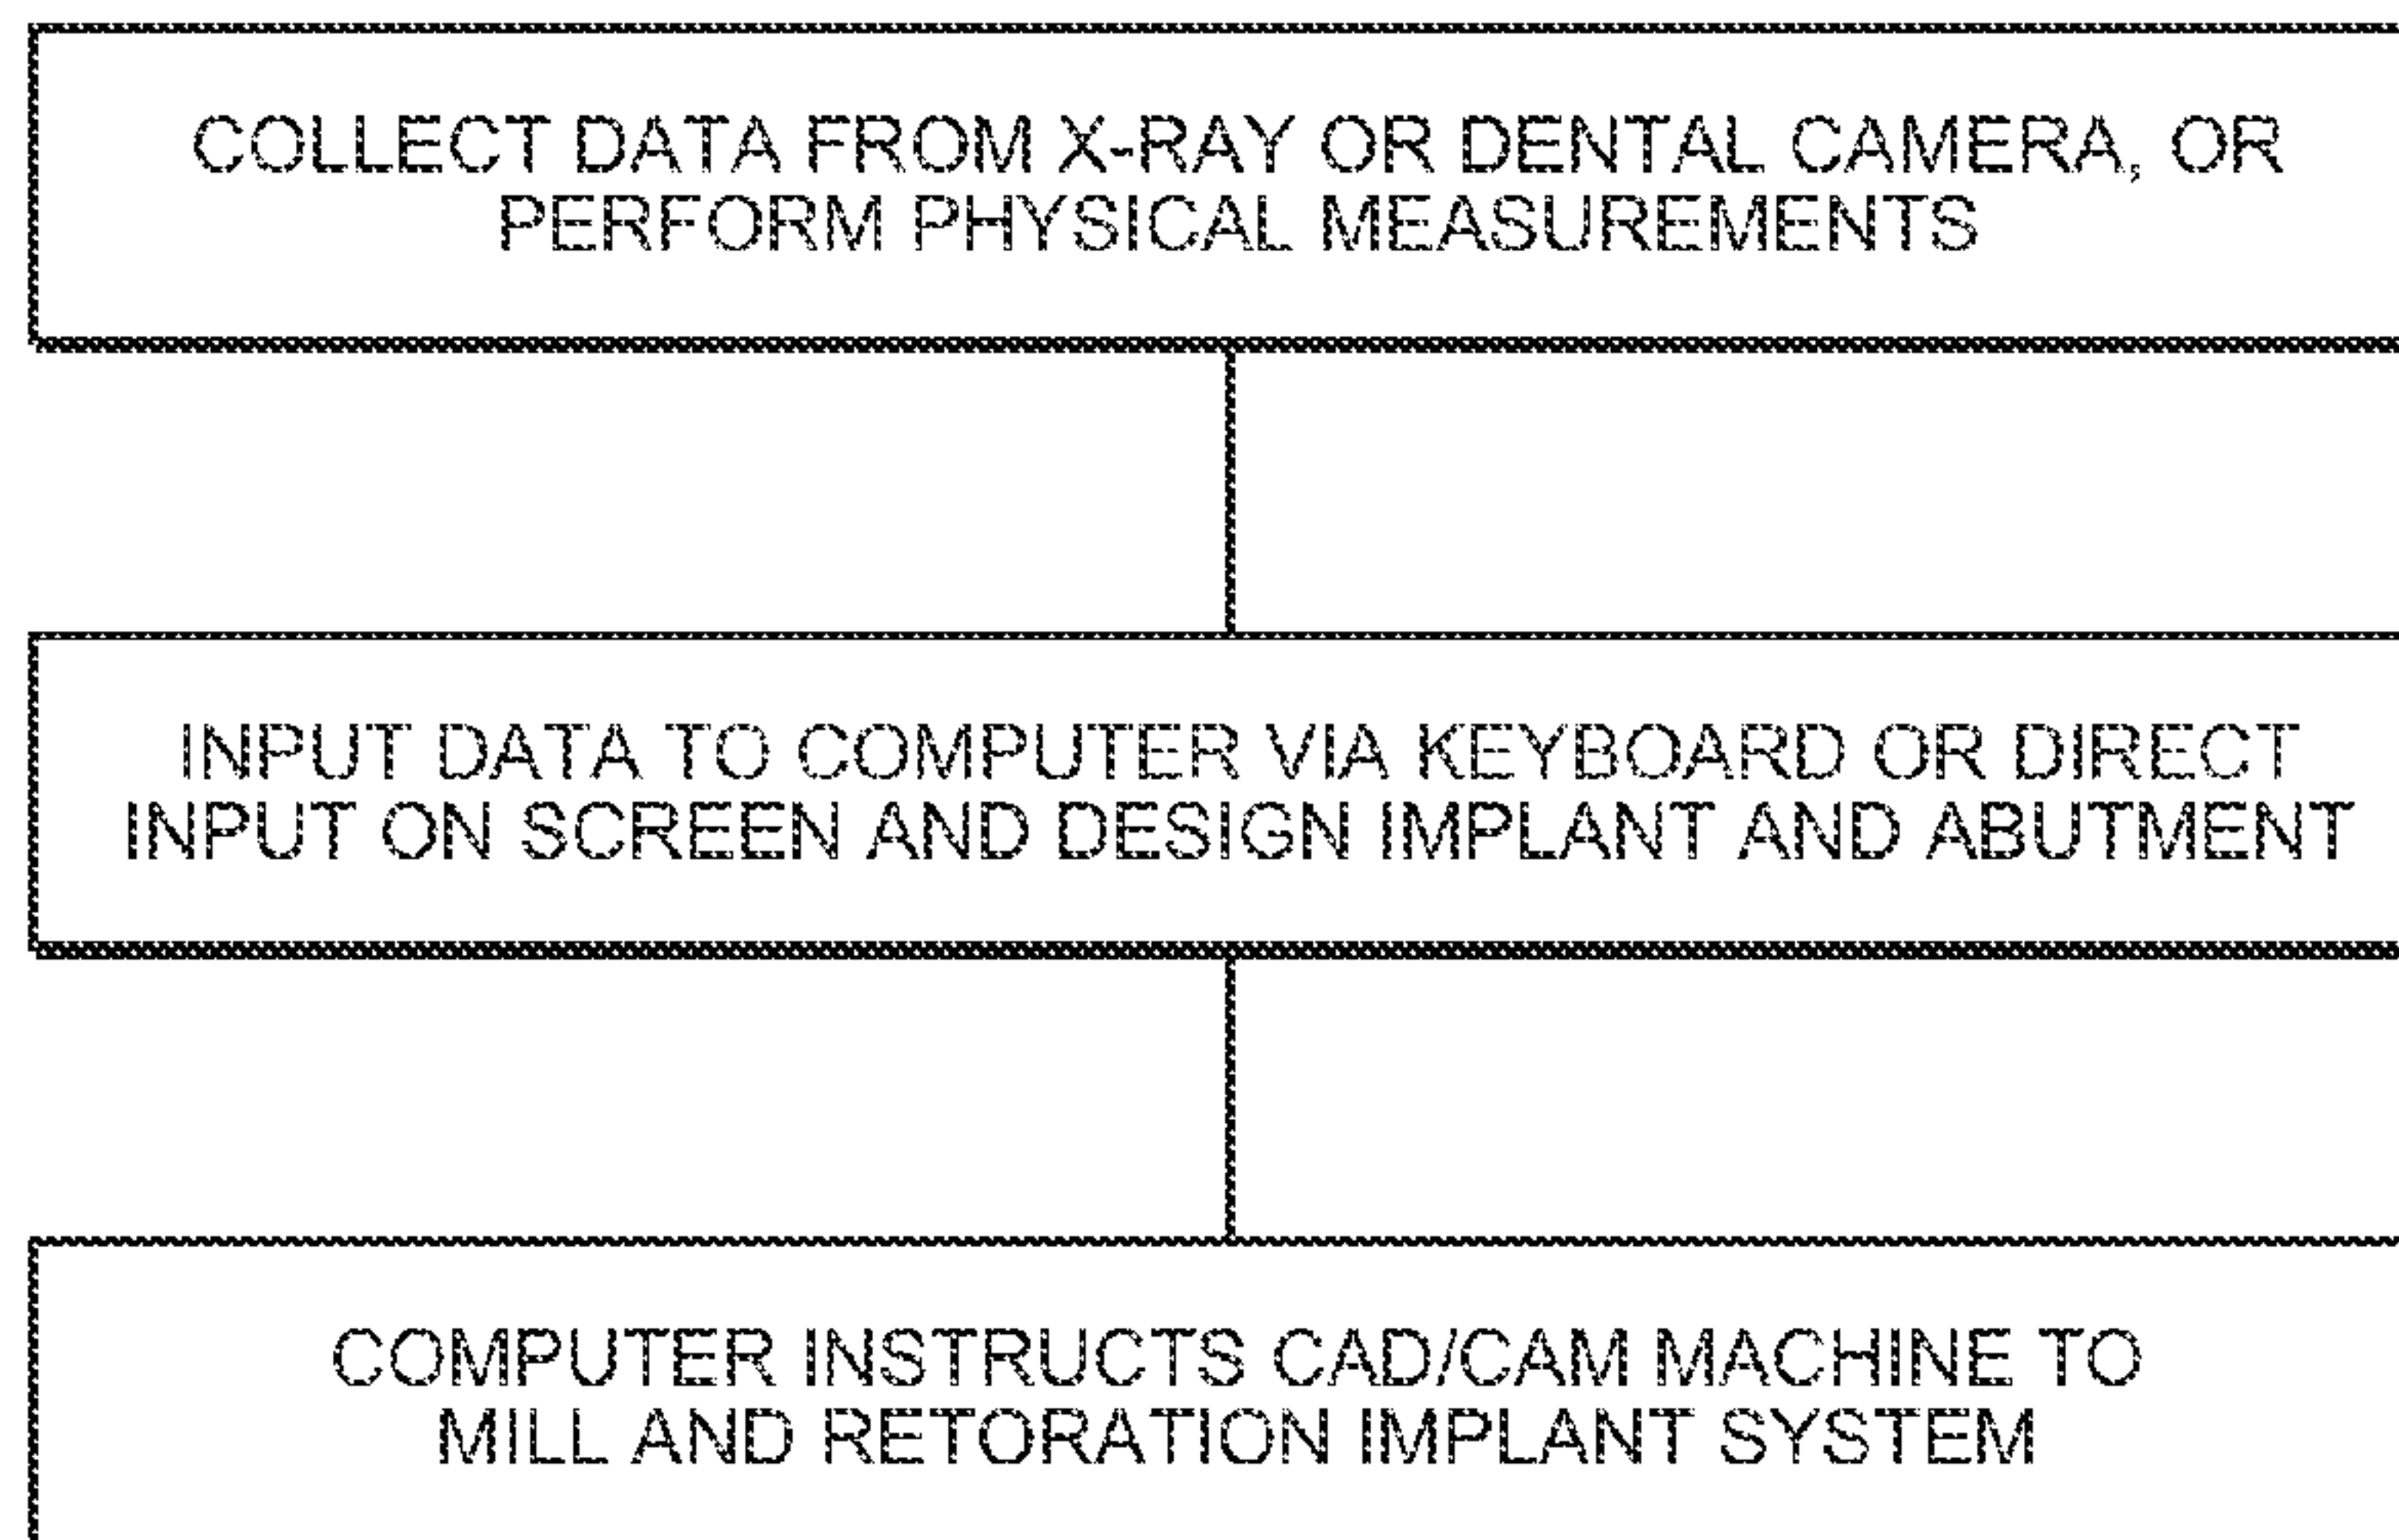 COLLECT DATA FROM X-RAY OR DENTAL CAMERA, OR
PERFORM PHYSICAL MEASUREMENTS
INPUT DATA TO COMPUTER VIA KEYBOARD OR DIRECT
INPUT ON SCREEN AND DESIGN IMPLANT AND ABUTMENT
COMPUTER INSTRUCTS CAD/CAM MACHINE TO
MILL AND RETORATION IMPLANT SYSTEM